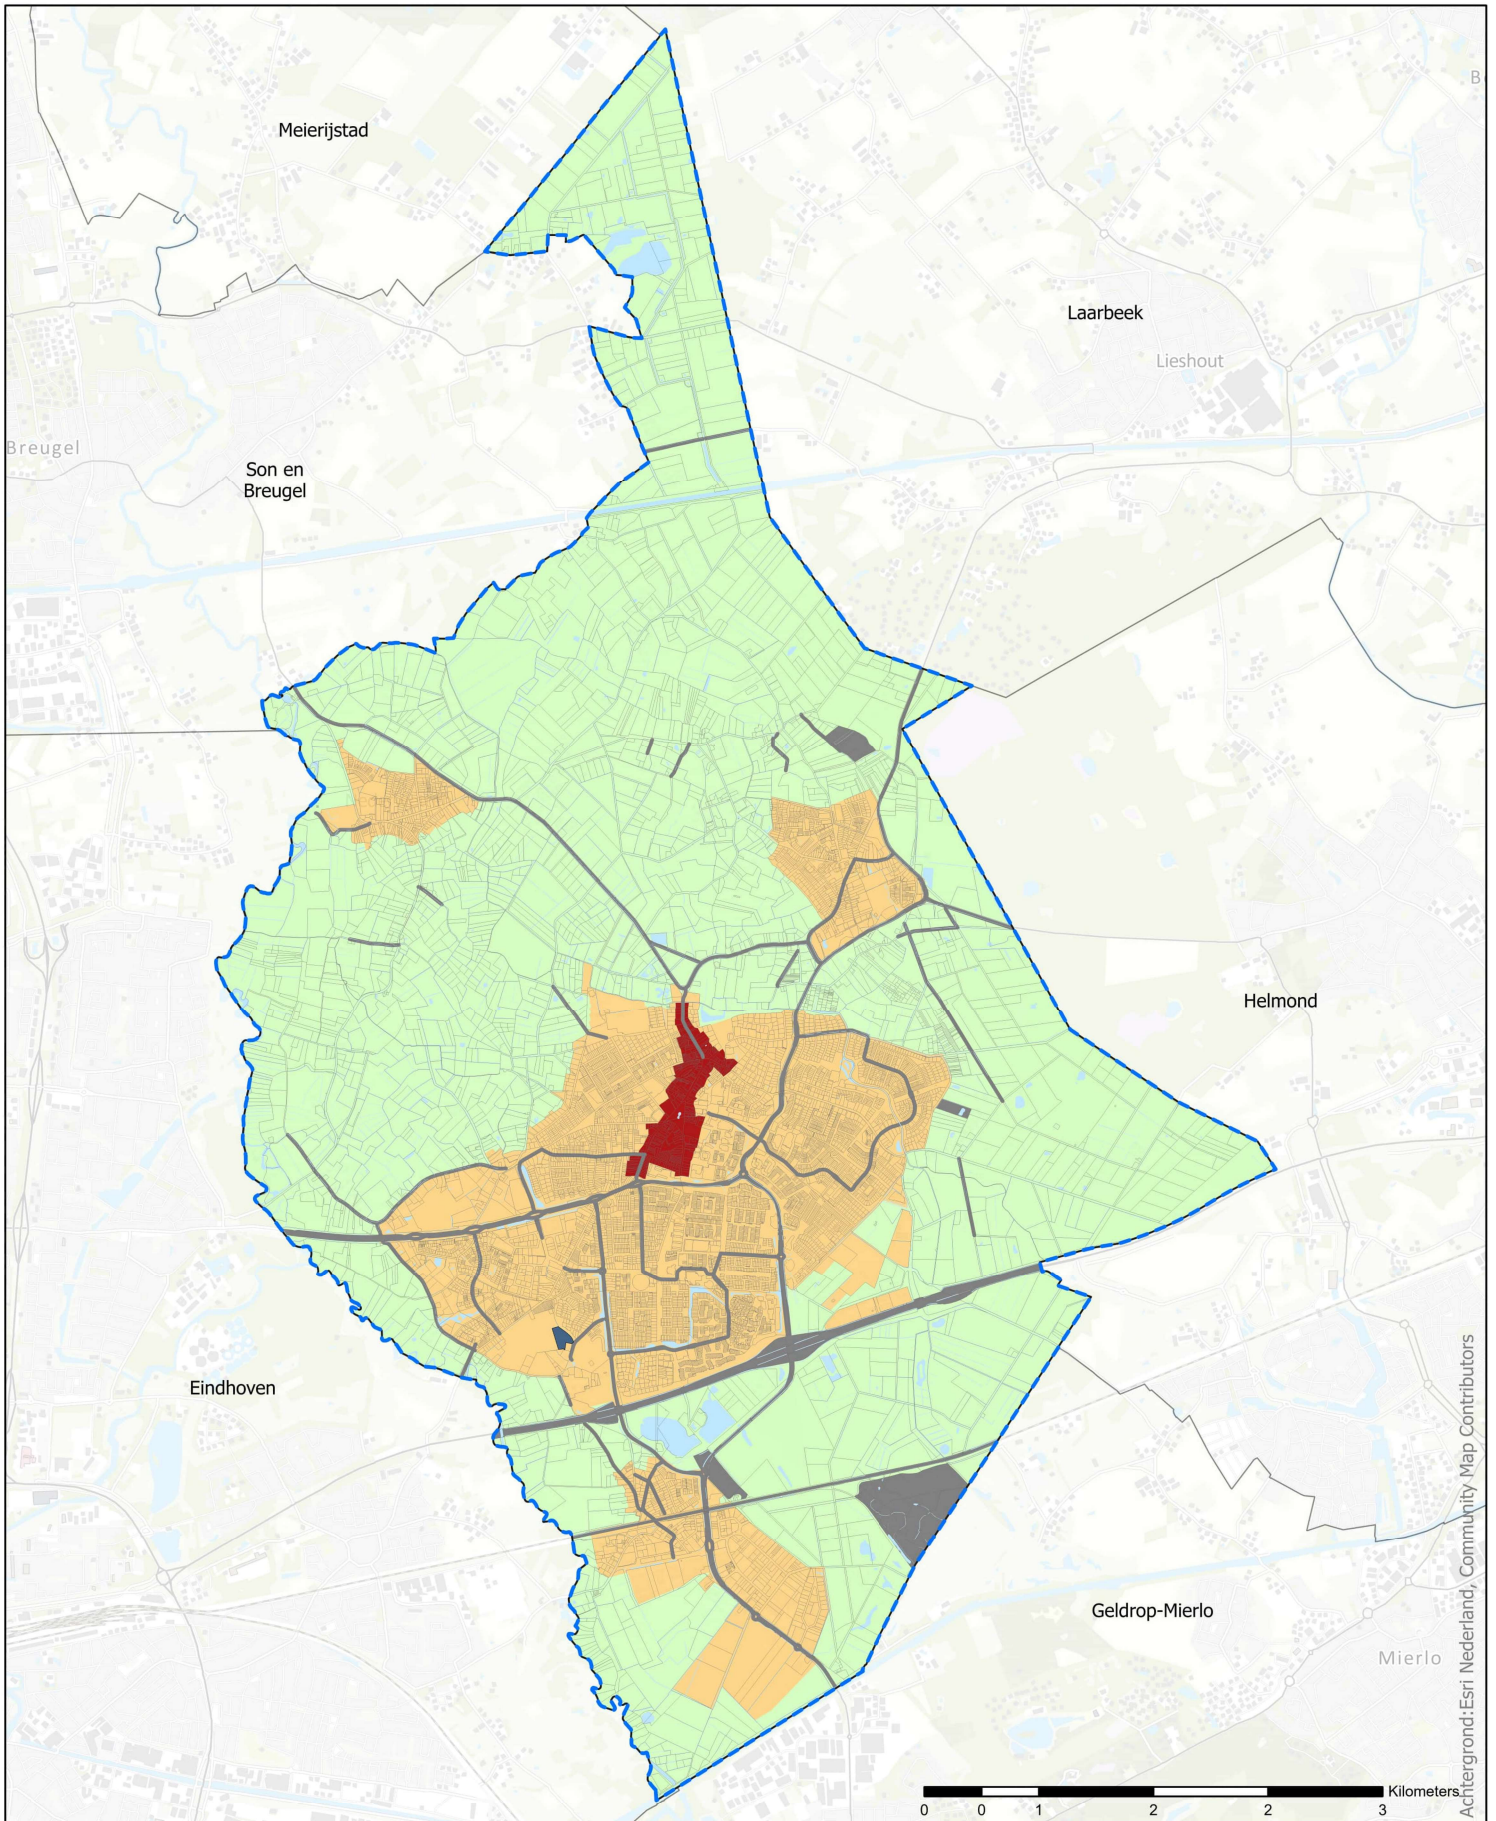 B
Meierijstad
Laarbeek
Lieshout
Breugel
Son en
Breugel
Helmond
Eindhoven
Geldrop-Mierlo
Mierlo
Kilometers
0 0 1 2 2 3
Achtergrond:Esri Nederland, Community Map Contributors